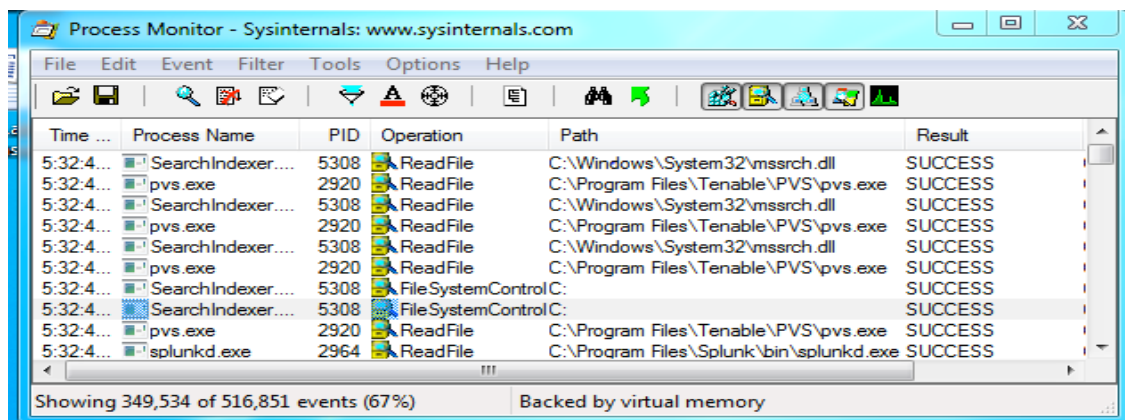 Process Monitor - Sysinternals: www.sysinternals.com
File Edit Event Filter Tools Options Help
Time ... Process Name PID Operation Path Result
5:32:4... SearchIndexer.... 5308 ReadFile C:\Windows\System32\mssrch.dll SUCCESS
5:32:4... pvs.exe 2920 ReadFile C:\Program Files\Tenable\PVS\pvs.exe SUCCESS
5:32:4... SearchIndexer.... 5308 ReadFile C:\Windows\System32\mssrch.dll SUCCESS
5:32:4... pvs.exe 2920 ReadFile C:\Program Files\Tenable\PVS\pvs.exe SUCCESS
5:32:4... SearchIndexer.... 5308 ReadFile C:\Windows\System32\mssrch.dll SUCCESS
5:32:4... pvs.exe 2920 ReadFile C:\Program Files\Tenable\PVS\pvs.exe SUCCESS
5:32:4... SearchIndexer.... 5308 FileSystemControl C: SUCCESS
5:32:4... SearchIndexer.... 5308 FileSystemControl C: SUCCESS
5:32:4... pvs.exe 2920 ReadFile C:\Program Files\Tenable\PVS\pvs.exe SUCCESS
5:32:4... splunkd.exe 2964 ReadFile C:\Program Files\Splunk\bin\splunkd.exe SUCCESS
Showing 349,534 of 516,851 events (67%) Backed by virtual memory